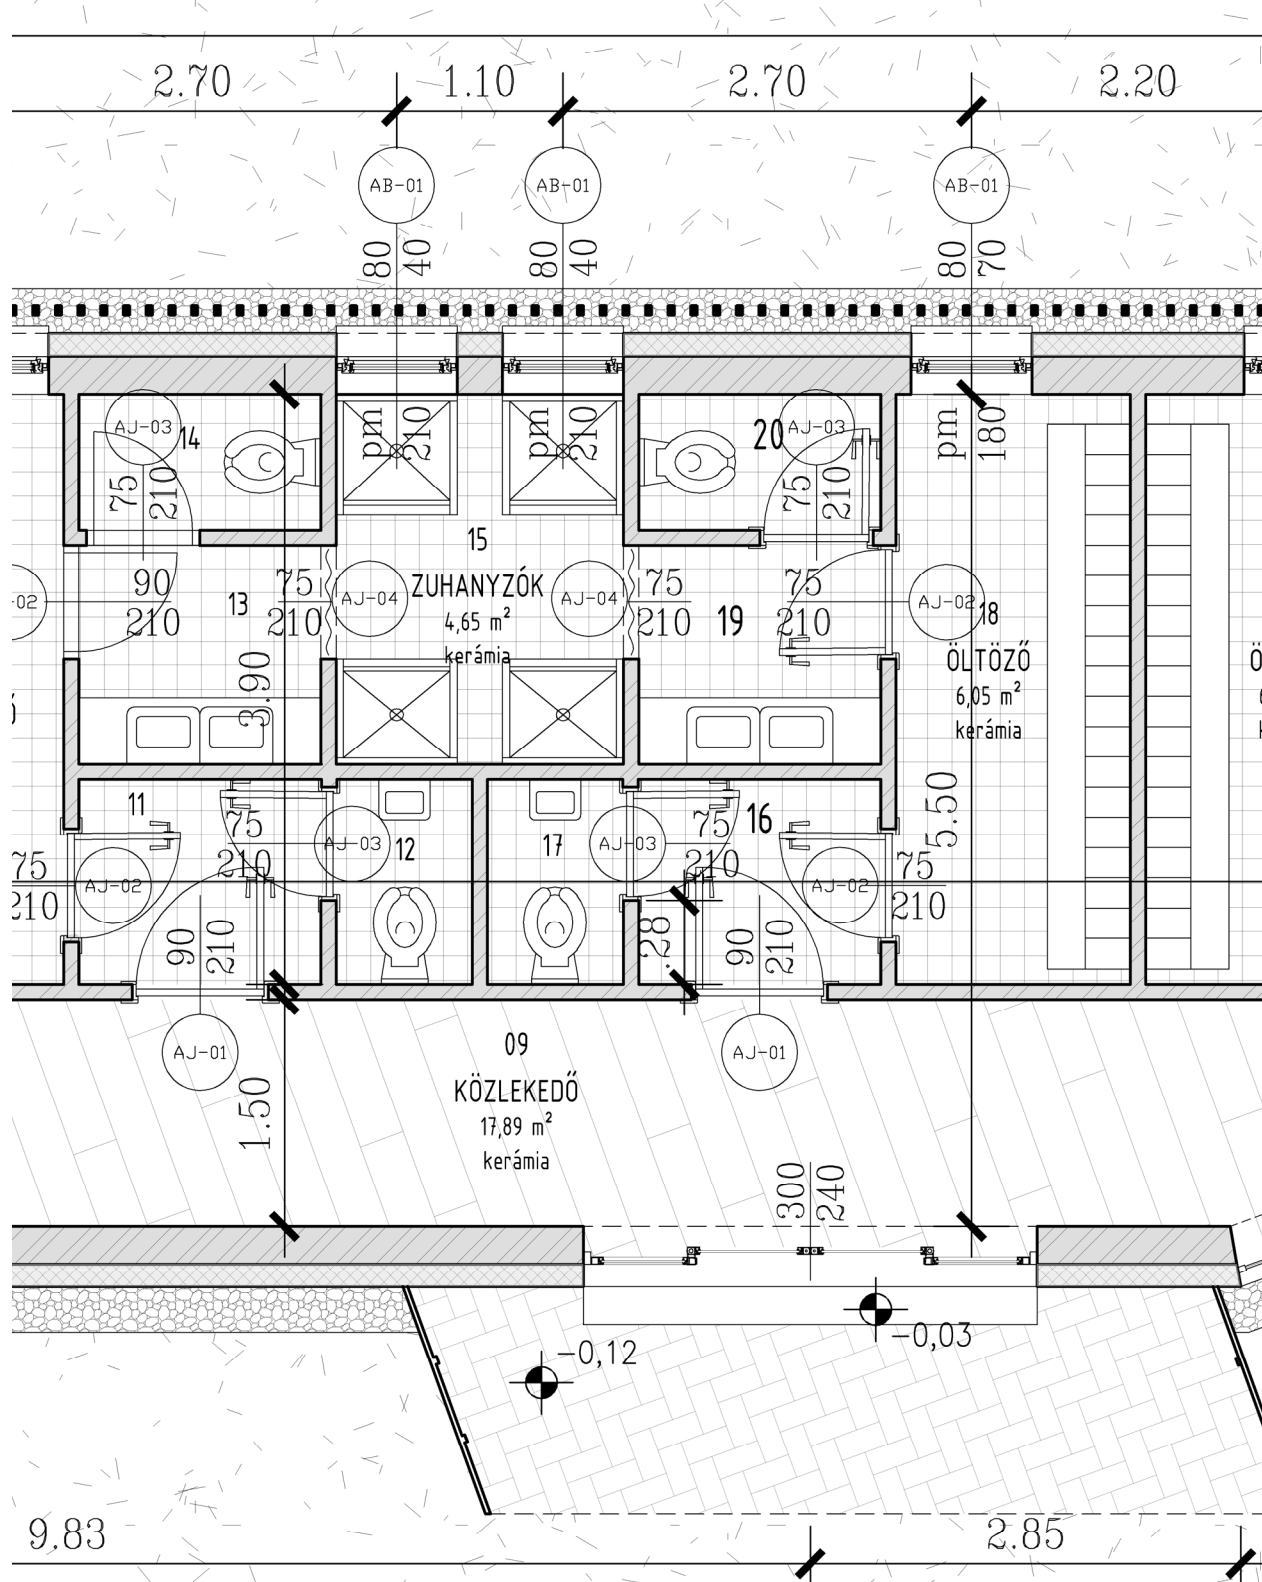 2.70 1.10 2.70 2.20
AB-01 AB-01 AB-01
80 40 80 40 80 70
AJ-03 14 pm 210 pm 210 20 AJ-03 pm 180
75 210 75 210
15
ZUHANYZÓK
4,65 m²
kerámia
-02 90 210 13 75 210 AJ-04 AJ-04 75 210 19 75 210 AJ-02 18
ÖLTÖZŐ
6,05 m²
kerámia
3.90
5.50
11 75 210 AJ-03 12 17 AJ-03 75 210 16
75 210 AJ-02 AJ-02 75 210
90 210 .28 90 210
AJ-01 AJ-01
09
KÖZLEKEDŐ
17,89 m²
kerámia
1.50
300 240
-0,03
-0,12
9.83 2.85